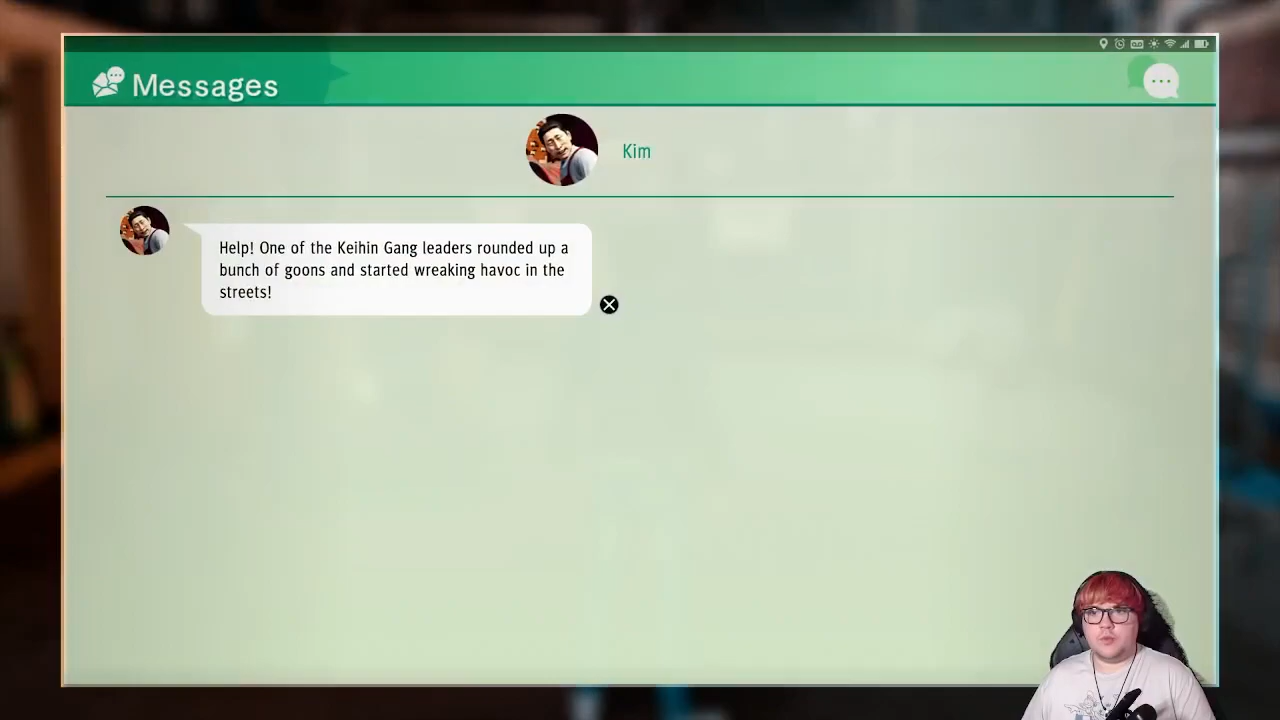 Messages
Kim
Help! One of the Keihin Gang leaders rounded up a
bunch of goons and started wreaking havoc in the
streets!